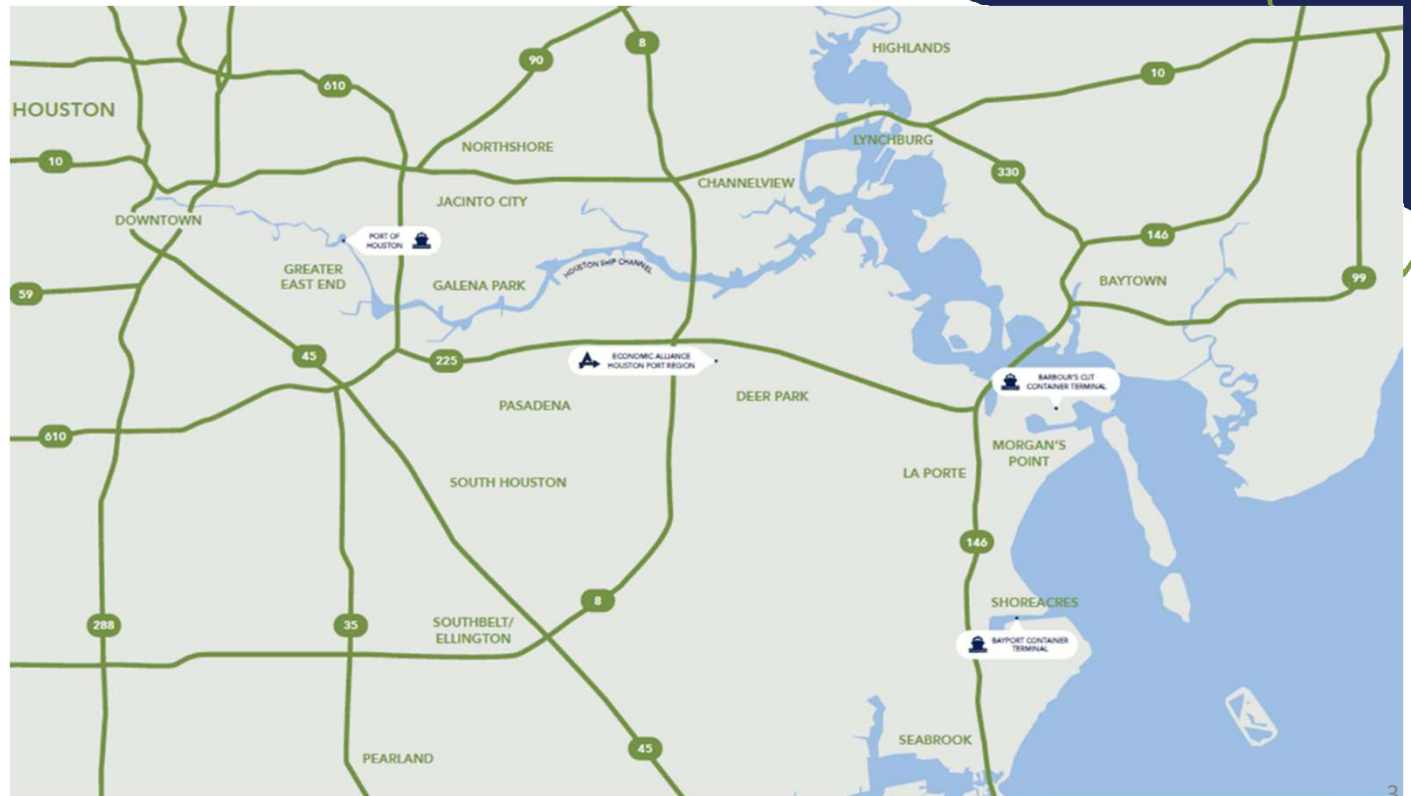 HIGHLANDS
8
90
10
610
HOUSTON
NORTHSHORE
LYNCHBURG
10
330
CHANNELVIEW
JACINTO CITY
DOWNTOWN
146
PORT OF
HOUSTON
GREATER
EAST END
HOUSTON SHIP CHANNEL
GALENA PARK
BAYTOWN
99
59
45
225
ECONOMIC ALLIANCE
HOUSTON PORT REGION
BARBOUR'S CUT
CONTAINER TERMINAL
DEER PARK
PASADENA
610
MORGAN'S
POINT
LA PORTE
SOUTH HOUSTON
146
8
SHOREACRES
288
35
SOUTHBELT/
ELLINGTON
BAYPORT CONTAINER
TERMINAL
SEABROOK
45
PEARLAND
3